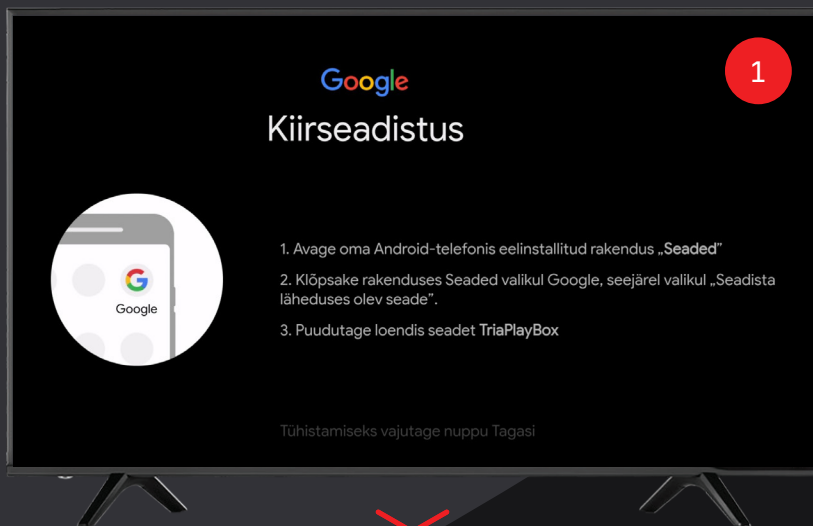 1
Google
Kiirseadistus
G
Google
1. Avage oma Android-telefonis eelinstallitud rakendus „Seaded”
2. Klõpsake rakenduses Seaded valikul Google, seejärel valikul „Seadista
läheduses olev seade”.
3. Puudutage loendis seadet TriaPlayBox
Tühistamiseks vajutage nuppu Tagasi